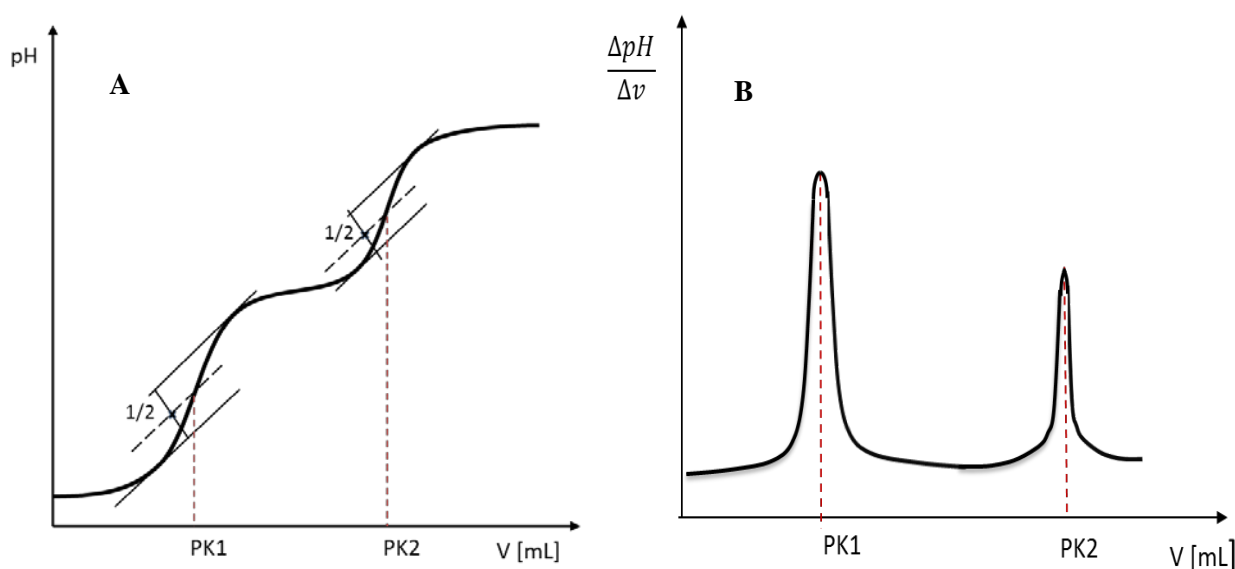 pH
A
1/2
1/2
PK1
PK2
V [mL]
ΔpH
Δv
B
PK1
PK2
V [mL]